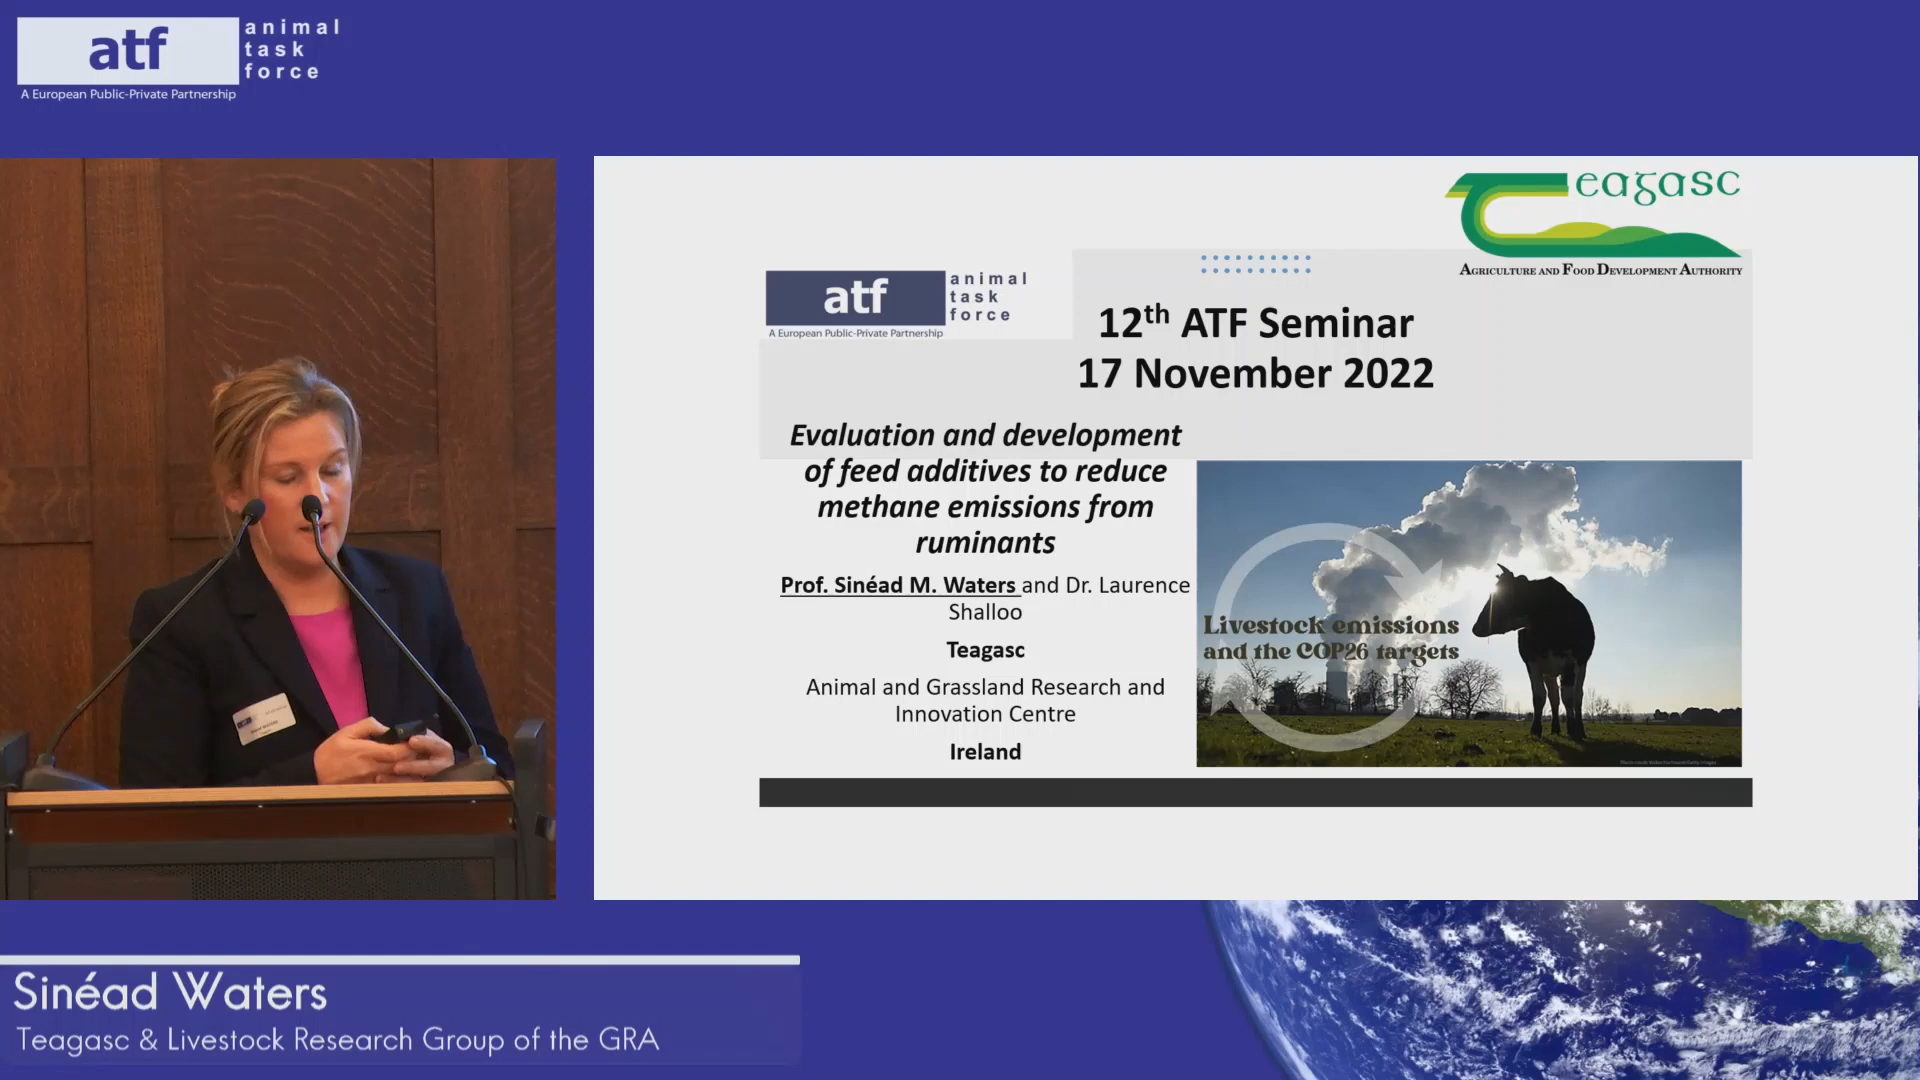 atf
animal
task
force
A European Public-Private Partnership
eagasc
AGRICULTURE AND FOOD DEVELOPMENT AUTHORITY
atf
animal
task
force
A European Public-Private Partnership
12th ATF Seminar
17 November 2022
Evaluation and development
of feed additives to reduce
methane emissions from
ruminants
Prof. Sinéad M. Waters and Dr. Laurence
Shalloo
Teagasc
Animal and Grassland Research and
Innovation Centre
Ireland
Livestock emissions
and the COP26 targets
Sinéad Waters
Teagasc & Livestock Research Group of the GRA